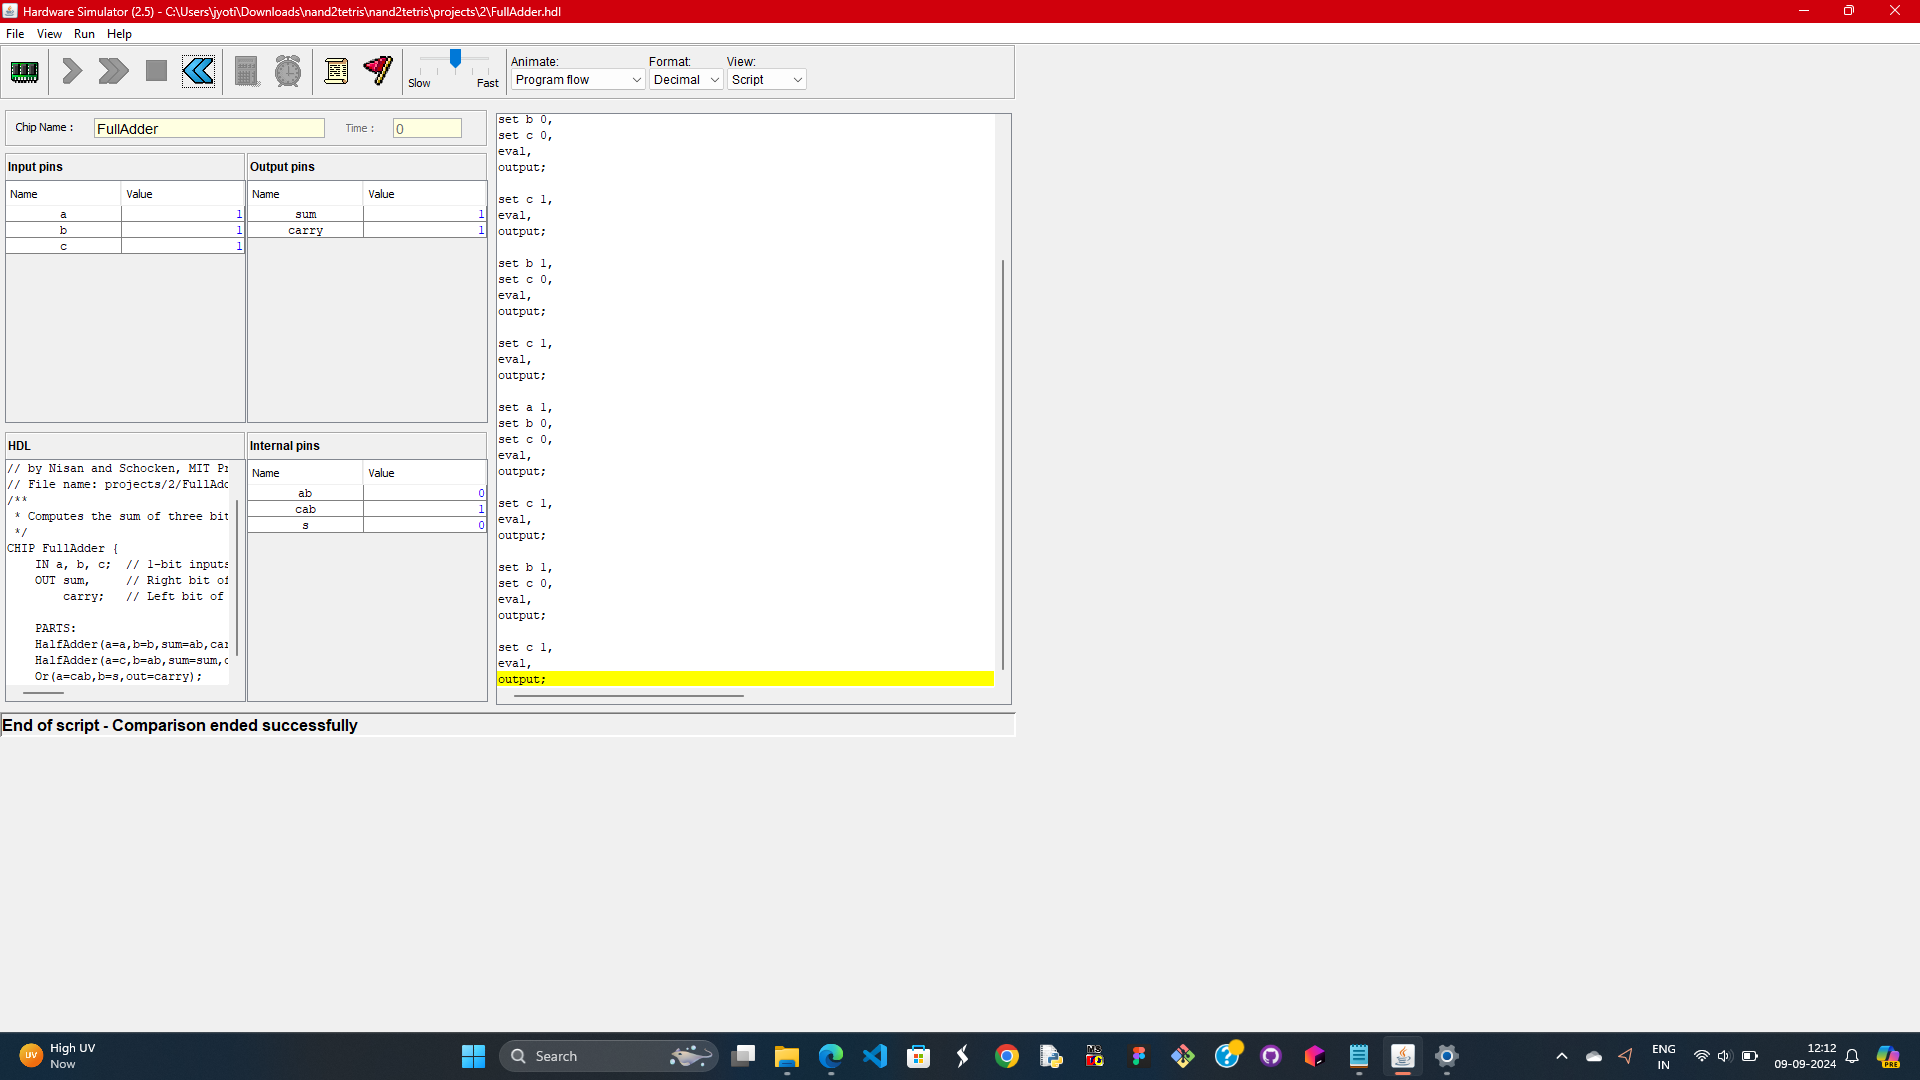 Hardware Simulator (2.5) - C:\Users\jyoti\Downloads\nand2tetris\nand2tetris\projects\2\FullAdder.hdl
File View Run Help
Slow Fast
Animate: Format: View:
Program flow Decimal Script
Chip Name : FullAdder Time : 0
Input pins
Name Value
a 1
b 1
c 1
Output pins
Name Value
sum 1
carry 1
HDL
// by Nisan and Schocken, MIT Pr
// File name: projects/2/FullAdd
/**
* Computes the sum of three bit
*/
CHIP FullAdder {
IN a, b, c; // 1-bit inputs
OUT sum, // Right bit of
carry; // Left bit of
PARTS:
HalfAdder(a=a,b=b,sum=ab,car
HalfAdder(a=c,b=ab,sum=sum,c
Or(a=cab,b=s,out=carry);
Internal pins
Name Value
ab 0
cab 1
s 0
set b 0,
set c 0,
eval,
output;
set c 1,
eval,
output;
set b 1,
set c 0,
eval,
output;
set c 1,
eval,
output;
set a 1,
set b 0,
set c 0,
eval,
output;
set c 1,
eval,
output;
set b 1,
set c 0,
eval,
output;
set c 1,
eval,
output;
End of script - Comparison ended successfully
UV
High UV
Now
Search
ENG
IN
12:12
09-09-2024
PRE